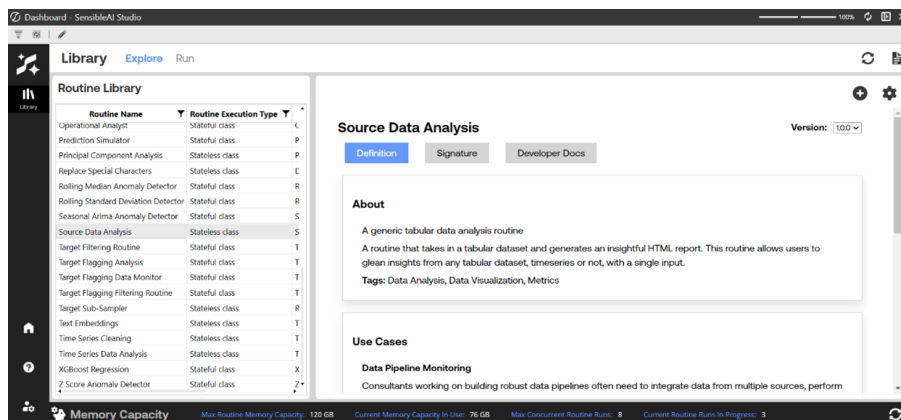 Dashboard - SensibleAI Studio
100%
Library Explore Run
Library
Routine Library
Routine Name Routine Execution Type
Operational Analyst Stateful class C
Prediction Simulator Stateful class P
Principal Component Analysis Stateless class P
Replace Special Characters Stateless class D
Rolling Median Anomaly Detector Stateful class R
Rolling Standard Deviation Detector Stateful class R
Seasonal Arima Anomaly Detector Stateful class S
Source Data Analysis Stateless class S
Target Filtering Routine Stateful class T
Target Flagging Analysis Stateful class T
Target Flagging Data Monitor Stateful class T
Target Flagging Filtering Routine Stateful class T
Target Sub-Sampler Stateless class R
Text Embeddings Stateless class T
Time Series Cleaning Stateless class T
Time Series Data Analysis Stateless class T
XGBoost Regression Stateful class X
Z Score Anomaly Detector Stateful class Z
Source Data Analysis
Version: 1.0.0
Definition Signature Developer Docs
About
A generic tabular data analysis routine
A routine that takes in a tabular dataset and generates an insightful HTML report. This routine allows users to
glean insights from any tabular dataset, timeseries or not, with a single input.
Tags: Data Analysis, Data Visualization, Metrics
Use Cases
Data Pipeline Monitoring
Consultants working on building robust data pipelines often need to integrate data from multiple sources, perform
Memory Capacity Max Routine Memory Capacity: 120 GB Current Memory Capacity In Use: 76 GB Max Concurrent Routine Runs: 8 Current Routine Runs In Progress: 3